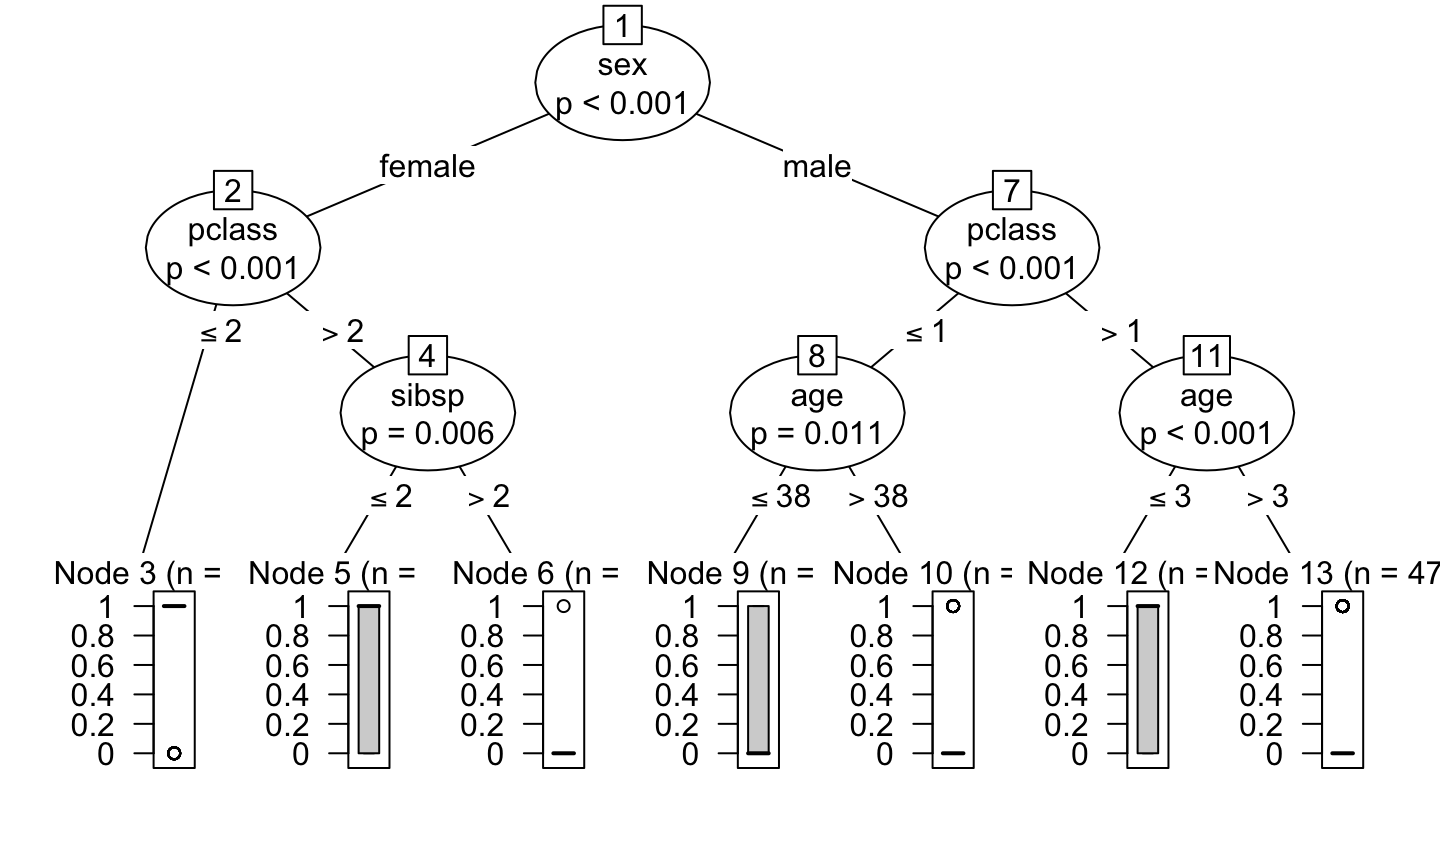 1
sex
p < 0.001
female
male
2
pclass
p < 0.001
7
pclass
p < 0.001
≤ 2
> 2
≤ 1
> 1
4
sibsp
p = 0.006
8
age
p = 0.011
11
age
p < 0.001
≤ 2
> 2
≤ 38
> 38
≤ 3
> 3
Node 3 (n =
Node 5 (n =
Node 6 (n =
Node 9 (n =
Node 10 (n =
Node 12 (n =
Node 13 (n = 47
1
0.8
0.6
0.4
0.2
0
1
0.8
0.6
0.4
0.2
0
1
0.8
0.6
0.4
0.2
0
1
0.8
0.6
0.4
0.2
0
1
0.8
0.6
0.4
0.2
0
1
0.8
0.6
0.4
0.2
0
1
0.8
0.6
0.4
0.2
0